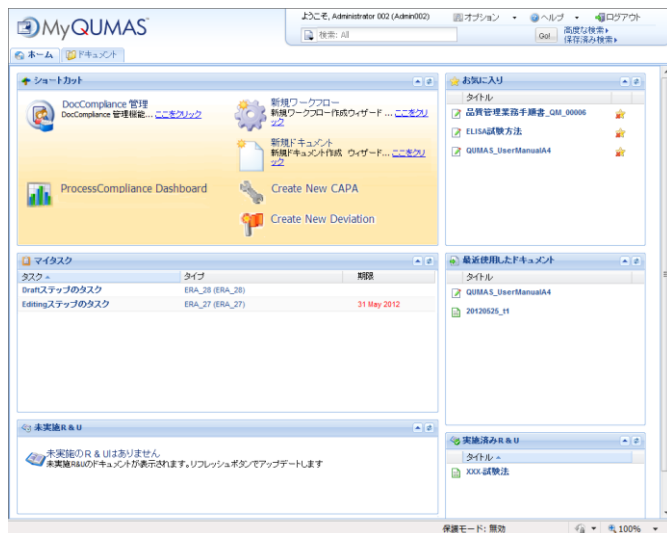 MyQUMAS
ようこそ, Administrator 002 (Admin002)
オプション
ヘルプ
ログアウト
検索: All
Go!
高度な検索
保存済み検索
ホーム
ドキュメント
ショートカット
DocCompliance 管理
DocCompliance 管理機能... ここをクリック
新規ワークフロー
新規ワークフロー作成ウィザード ... ここをクリ
ック
新規ドキュメント
新規ドキュメント作成 ウィザード... ここをクリ
ック
ProcessCompliance Dashboard
Create New CAPA
Create New Deviation
お気に入り
タイトル
品質管理業務手順書_QM_00006
ELISA試験方法
QUMAS_UserManualA4
マイタスク
タスク
タイプ
期限
Draftステップのタスク
ERA_28 (ERA_28)
Editingステップのタスク
ERA_27 (ERA_27)
31 May 2012
最近使用したドキュメント
タイトル
QUMAS_UserManualA4
20120525_t1
未実施R & U
未実施のR & Uはありません
未実施R&Uのドキュメントが表示されます。リフレッシュボタンでアップデートします
実施済みR & U
タイトル
XXX-試験法
保護モード: 無効
100%